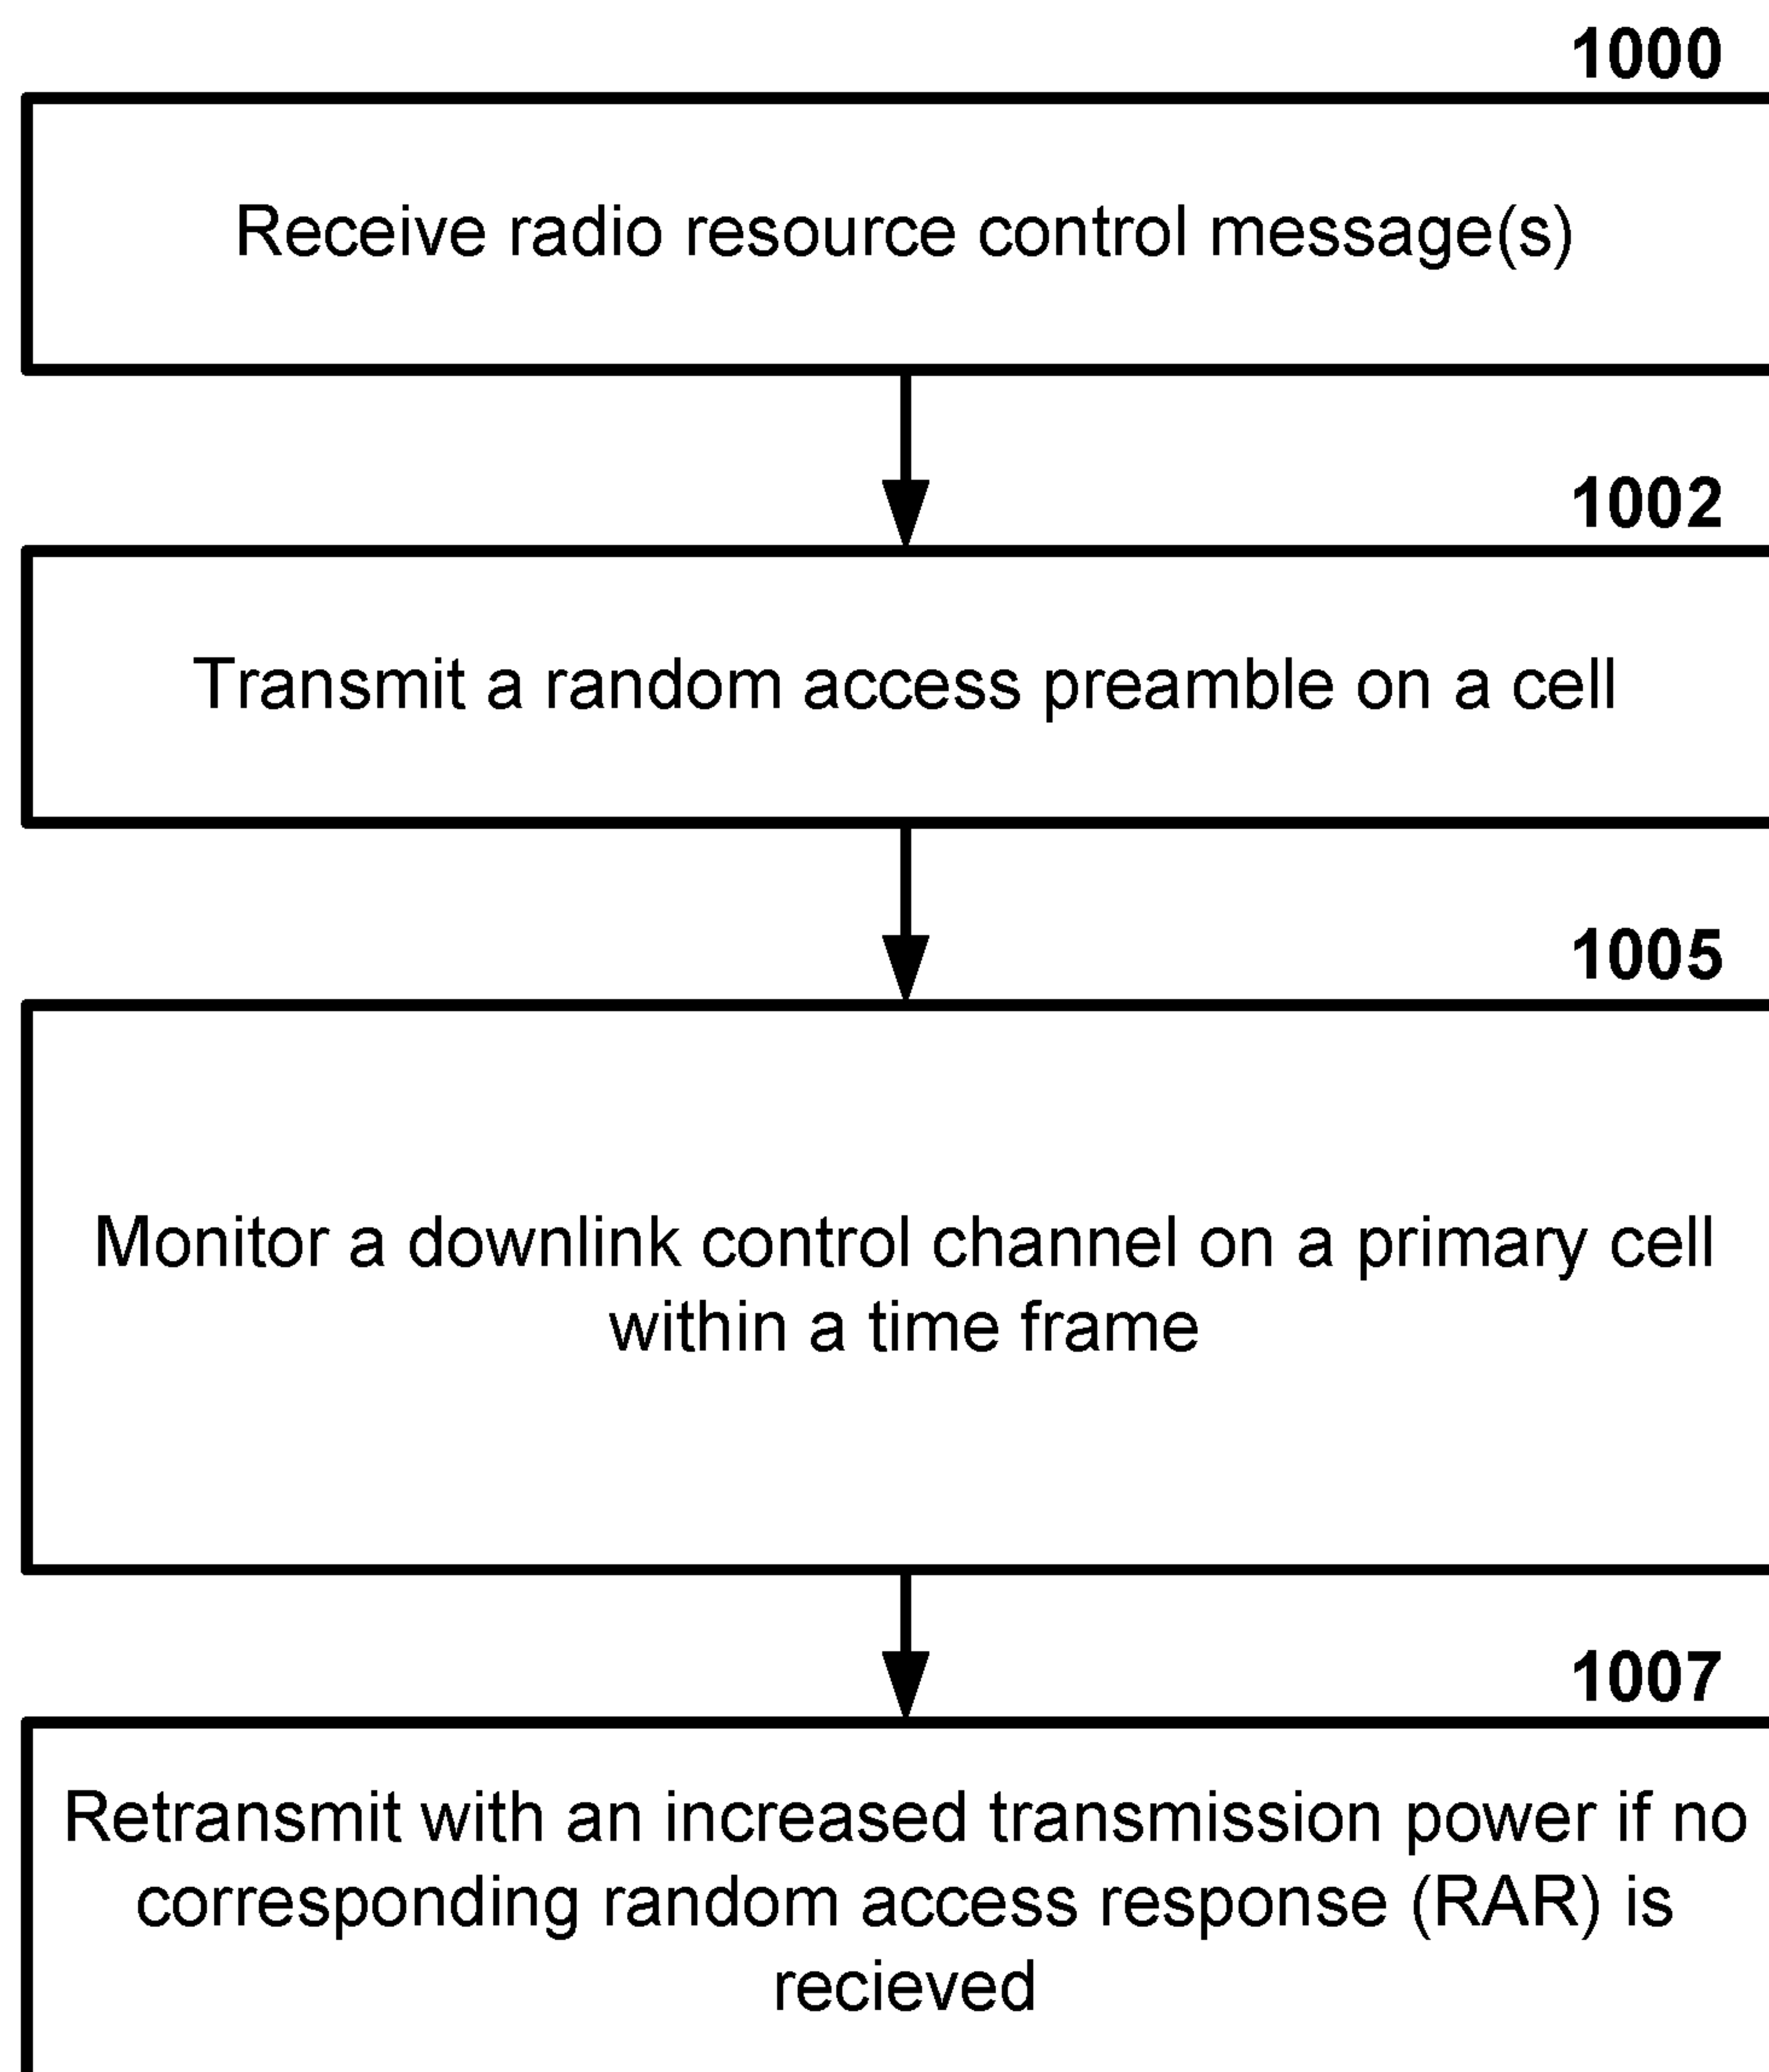 1000
Receive radio resource control message(s)
1002
Transmit a random access preamble on a cell
1005
Monitor a downlink control channel on a primary cell
within a time frame
1007
Retransmit with an increased transmission power if no
corresponding random access response (RAR) is
recieved